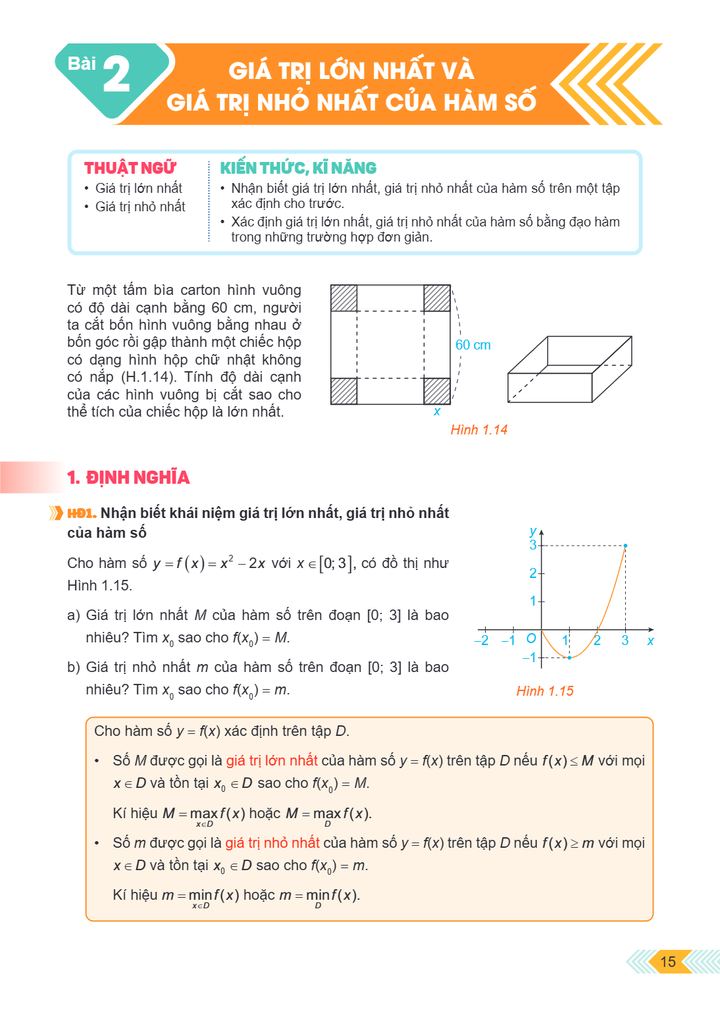 Bài
2
GIÁ TRỊ LỚN NHẤT VÀ
GIÁ TRỊ NHỎ NHẤT CỦA HÀM SỐ
THUẬT NGỮ
• Giá trị lớn nhất
• Giá trị nhỏ nhất
KIẾN THỨC, KĨ NĂNG
• Nhận biết giá trị lớn nhất, giá trị nhỏ nhất của hàm số trên một tập
xác định cho trước.
• Xác định giá trị lớn nhất, giá trị nhỏ nhất của hàm số bằng đạo hàm
trong những trường hợp đơn giản.
Từ một tấm bìa carton hình vuông
có độ dài cạnh bằng 60 cm, người
ta cắt bốn hình vuông bằng nhau ở
bốn góc rồi gập thành một chiếc hộp
có dạng hình hộp chữ nhật không
có nắp (H.1.14). Tính độ dài cạnh
của các hình vuông bị cắt sao cho
thể tích của chiếc hộp là lớn nhất.
60 cm
x
Hình 1.14
1. ĐỊNH NGHĨA
HĐ1. Nhận biết khái niệm giá trị lớn nhất, giá trị nhỏ nhất
của hàm số
Cho hàm số y = f(x) = x² − 2x với x ∈ [0; 3], có đồ thị như
Hình 1.15.
a) Giá trị lớn nhất M của hàm số trên đoạn [0; 3] là bao
nhiêu? Tìm x₀ sao cho f(x₀) = M.
b) Giá trị nhỏ nhất m của hàm số trên đoạn [0; 3] là bao
nhiêu? Tìm x₀ sao cho f(x₀) = m.
y
3
2
1
−2 −1 O 1 2 3 x
−1
Hình 1.15
Cho hàm số y = f(x) xác định trên tập D.
• Số M được gọi là giá trị lớn nhất của hàm số y = f(x) trên tập D nếu f(x) ≤ M với mọi
x ∈ D và tồn tại x₀ ∈ D sao cho f(x₀) = M.
Kí hiệu M = max f(x) hoặc M = max f(x).
x∈D D
• Số m được gọi là giá trị nhỏ nhất của hàm số y = f(x) trên tập D nếu f(x) ≥ m với mọi
x ∈ D và tồn tại x₀ ∈ D sao cho f(x₀) = m.
Kí hiệu m = min f(x) hoặc m = min f(x).
x∈D D
15